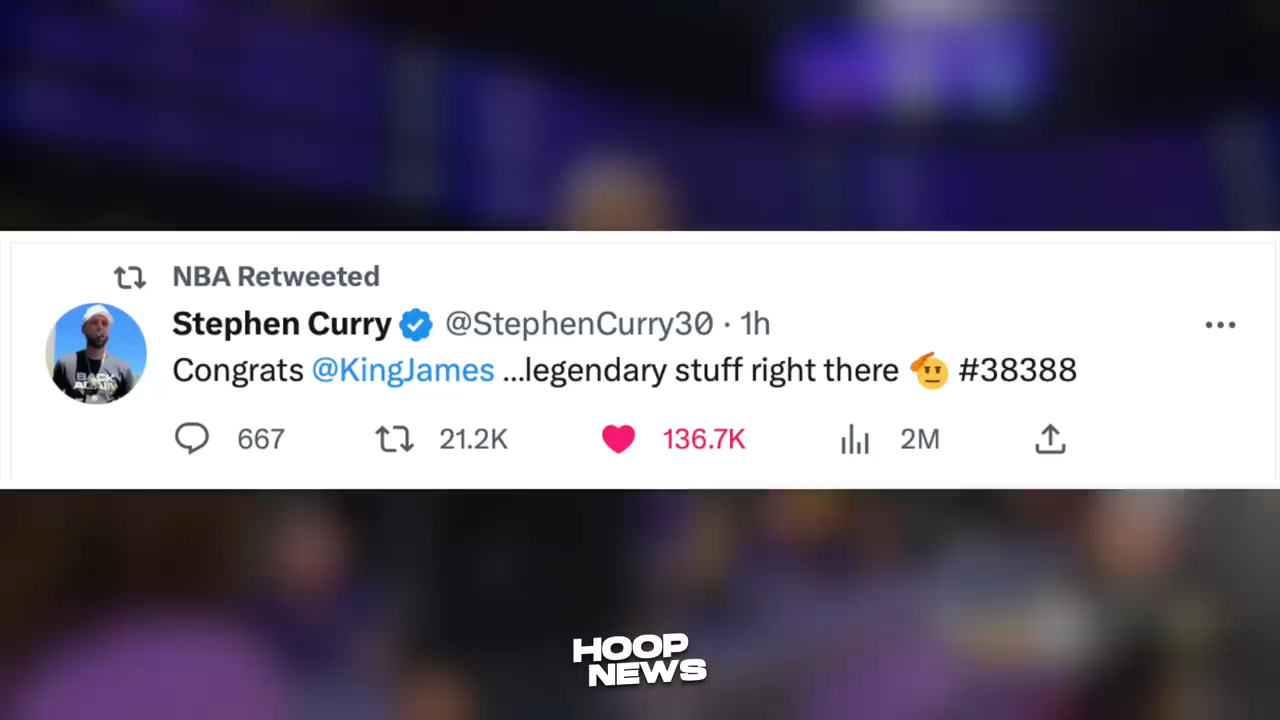 NBA Retweeted
Stephen Curry @StephenCurry30 · 1h
Congrats @KingJames ...legendary stuff right there 🫡 #38388
667 21.2K 136.7K 2M
HOOP
NEWS